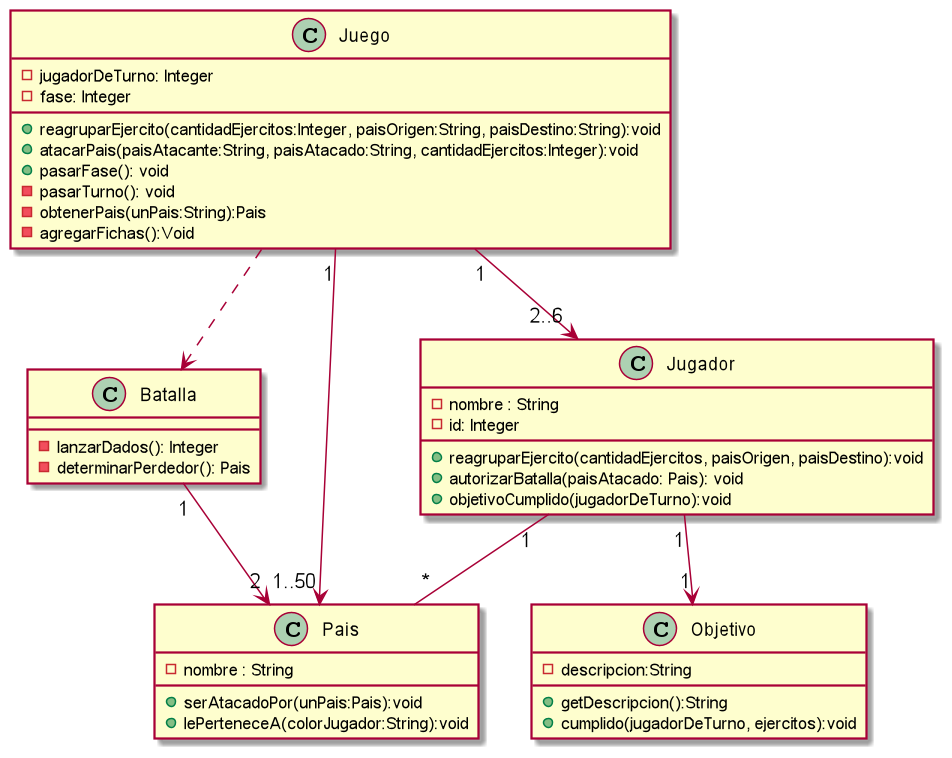 C Juego
jugadorDeTurno: Integer
fase: Integer
reagruparEjercito(cantidadEjercitos:Integer, paisOrigen:String, paisDestino:String):void
atacarPais(paisAtacante:String, paisAtacado:String, cantidadEjercitos:Integer):void
pasarFase(): void
pasarTurno(): void
obtenerPais(unPais:String):Pais
agregarFichas():Void
1
1
2..6
C Jugador
nombre : String
id: Integer
reagruparEjercito(cantidadEjercitos, paisOrigen, paisDestino):void
autorizarBatalla(paisAtacado: Pais): void
objetivoCumplido(jugadorDeTurno):void
C Batalla
lanzarDados(): Integer
determinarPerdedor(): Pais
1
1
1
2
1..50
*
1
C Pais
nombre : String
serAtacadoPor(unPais:Pais):void
lePerteneceA(colorJugador:String):void
C Objetivo
descripcion:String
getDescripcion():String
cumplido(jugadorDeTurno, ejercitos):void